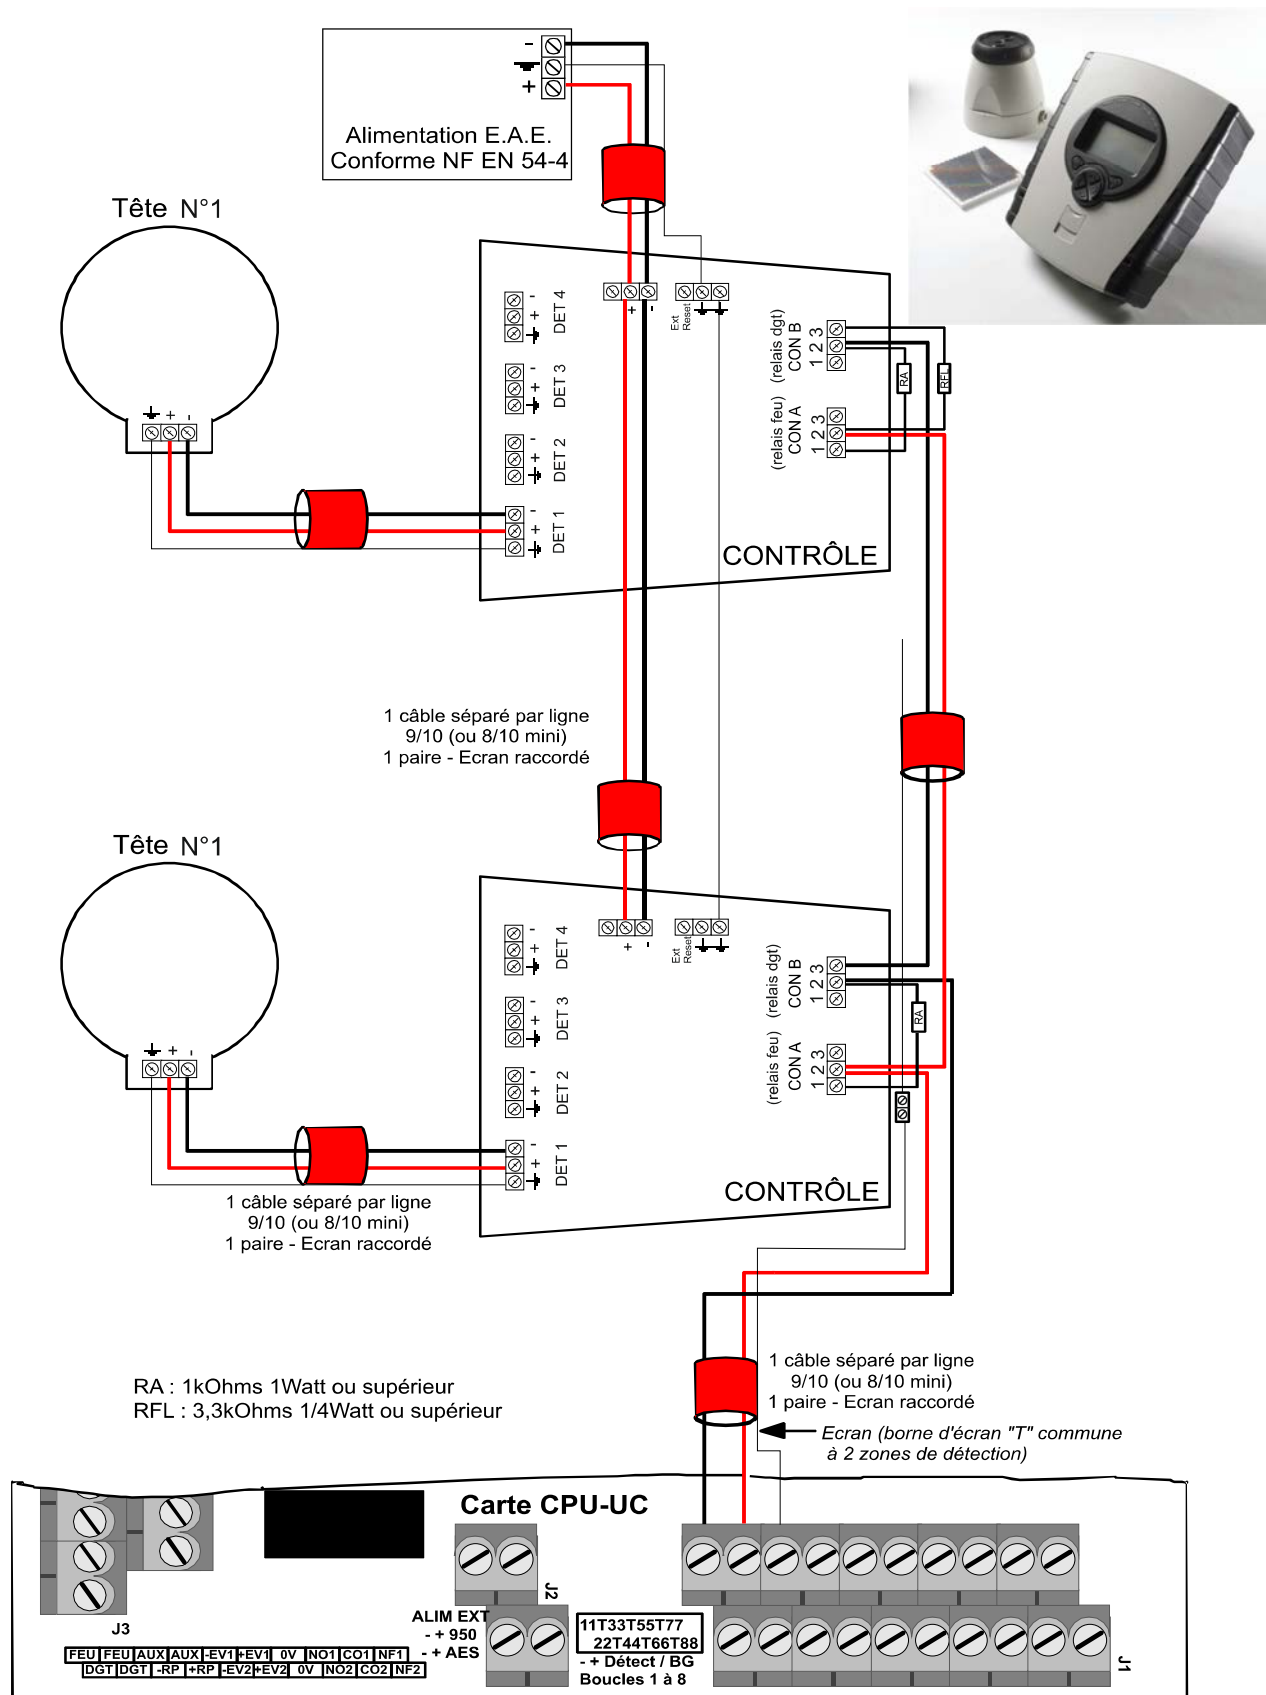 -
+
Alimentation E.A.E.
Conforme NF EN 54-4
Tête N°1
+ -
- + DET 4
- + DET 3
- + DET 2
- + DET 1
+ -
Ext
Reset
(relais dgt)
CON B
1 2 3
(relais feu)
CON A
1 2 3
RA
RFL
CONTRÔLE
1 câble séparé par ligne
9/10 (ou 8/10 mini)
1 paire - Ecran raccordé
Tête N°1
+ -
- + DET 4
- + DET 3
- + DET 2
- + DET 1
+ -
Ext
Reset
(relais dgt)
CON B
1 2 3
(relais feu)
CON A
1 2 3
RA
CONTRÔLE
1 câble séparé par ligne
9/10 (ou 8/10 mini)
1 paire - Ecran raccordé
1 câble séparé par ligne
9/10 (ou 8/10 mini)
1 paire - Ecran raccordé
Ecran (borne d'écran "T" commune
à 2 zones de détection)
RA : 1kOhms 1Watt ou supérieur
RFL : 3,3kOhms 1/4Watt ou supérieur
Carte CPU-UC
J3
FEU FEU AUX AUX -EV1 +EV1 0V NO1 CO1 NF1
DGT DGT -RP +RP -EV2 +EV2 0V NO2 CO2 NF2
ALIM EXT
- + 950
- + AES
J2
11T33T55T77
22T44T66T88
- + Détect / BG
Boucles 1 à 8
J1